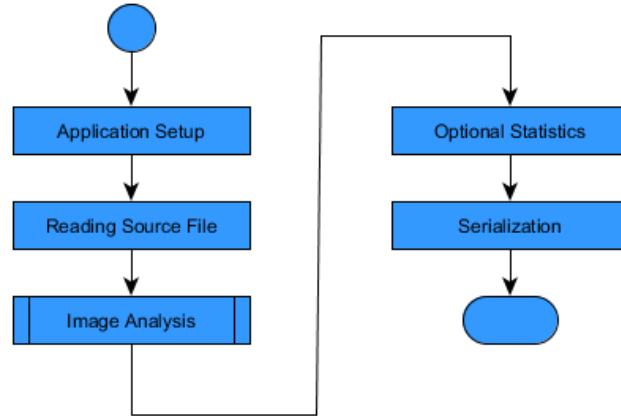 Application Setup
Reading Source File
Image Analysis
Optional Statistics
Serialization